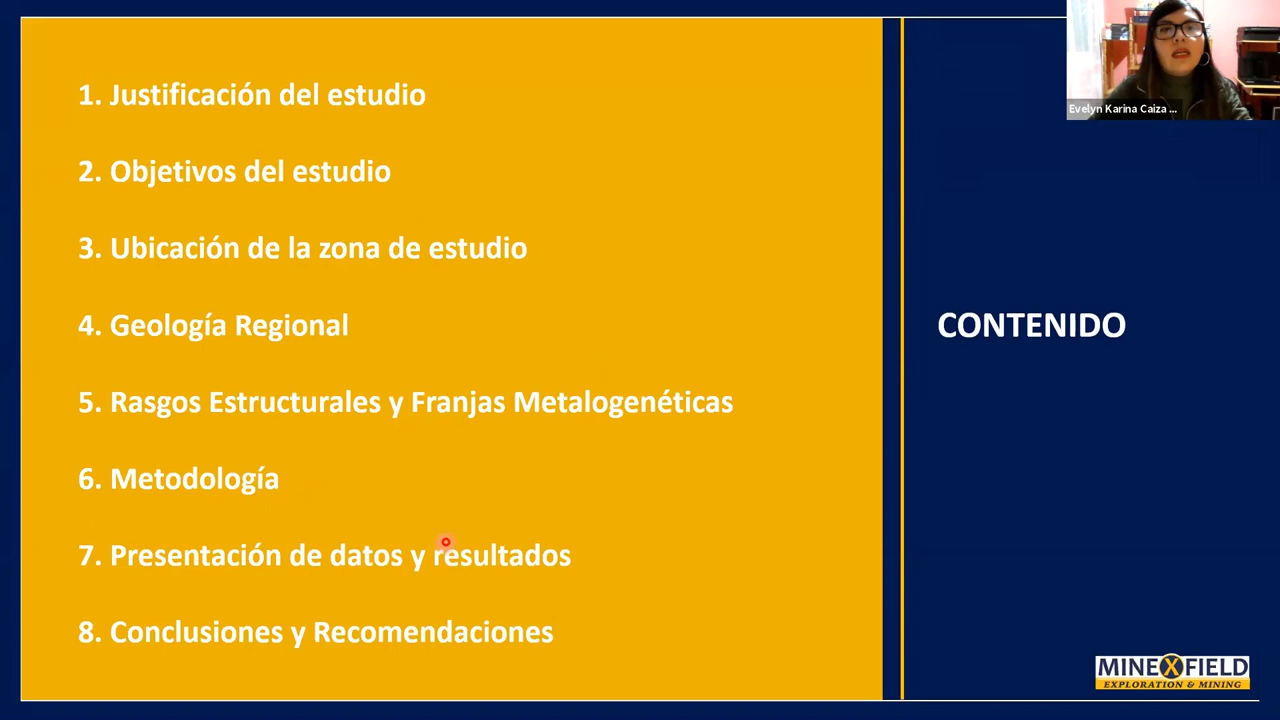 1. Justificación del estudio
2. Objetivos del estudio
3. Ubicación de la zona de estudio
4. Geología Regional
5. Rasgos Estructurales y Franjas Metalogenéticas
6. Metodología
7. Presentación de datos y resultados
8. Conclusiones y Recomendaciones
CONTENIDO
Evelyn Karina Caiza ...
MINEXFIELD
EXPLORATION & MINING